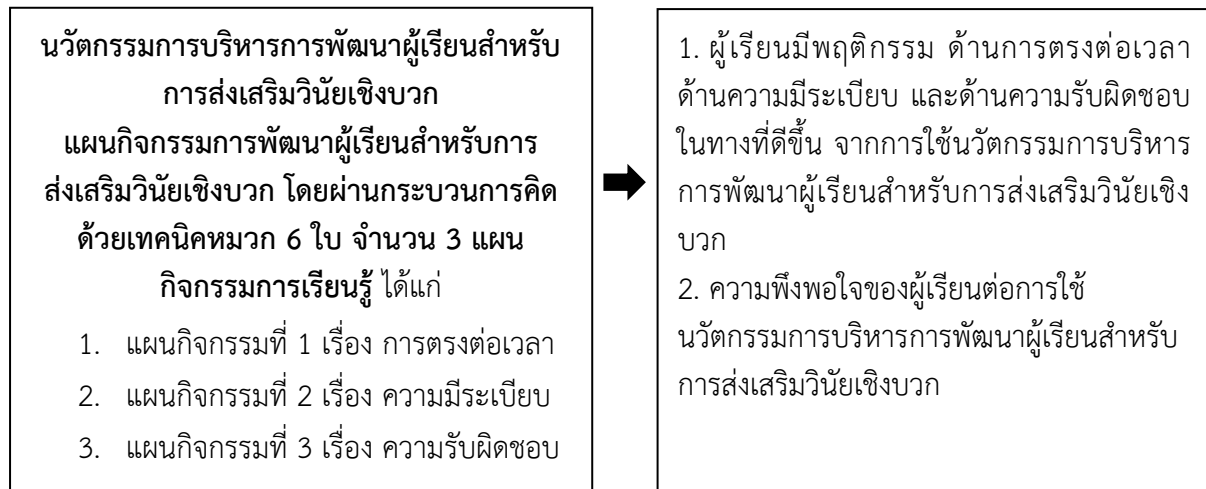 นวัตกรรมการบริหารการพัฒนาผู้เรียนสำหรับ
การส่งเสริมวินัยเชิงบวก
แผนกิจกรรมการพัฒนาผู้เรียนสำหรับการ
ส่งเสริมวินัยเชิงบวก โดยผ่านกระบวนการคิด
ด้วยเทคนิคหมวก 6 ใบ จำนวน 3 แผน
กิจกรรมการเรียนรู้ ได้แก่
1. แผนกิจกรรมที่ 1 เรื่อง การตรงต่อเวลา
2. แผนกิจกรรมที่ 2 เรื่อง ความมีระเบียบ
3. แผนกิจกรรมที่ 3 เรื่อง ความรับผิดชอบ
1. ผู้เรียนมีพฤติกรรม ด้านการตรงต่อเวลา
ด้านความมีระเบียบ และด้านความรับผิดชอบ
ในทางที่ดีขึ้น จากการใช้นวัตกรรมการบริหาร
การพัฒนาผู้เรียนสำหรับการส่งเสริมวินัยเชิง
บวก
2. ความพึงพอใจของผู้เรียนต่อการใช้
นวัตกรรมการบริหารการพัฒนาผู้เรียนสำหรับ
การส่งเสริมวินัยเชิงบวก